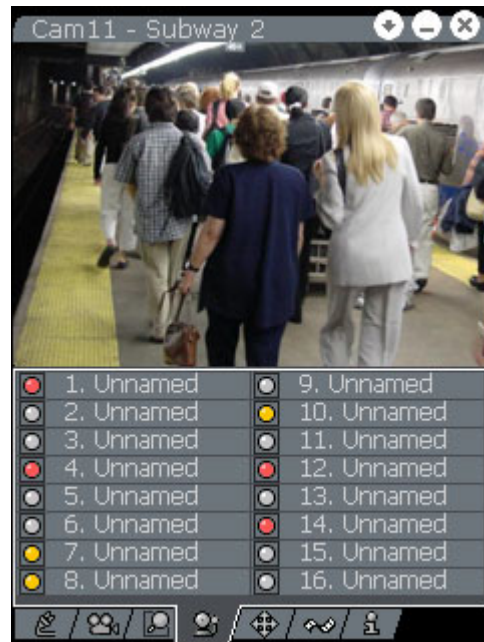 Cam11 - Subway 2
1. Unnamed
2. Unnamed
3. Unnamed
4. Unnamed
5. Unnamed
6. Unnamed
7. Unnamed
8. Unnamed
9. Unnamed
10. Unnamed
11. Unnamed
12. Unnamed
13. Unnamed
14. Unnamed
15. Unnamed
16. Unnamed